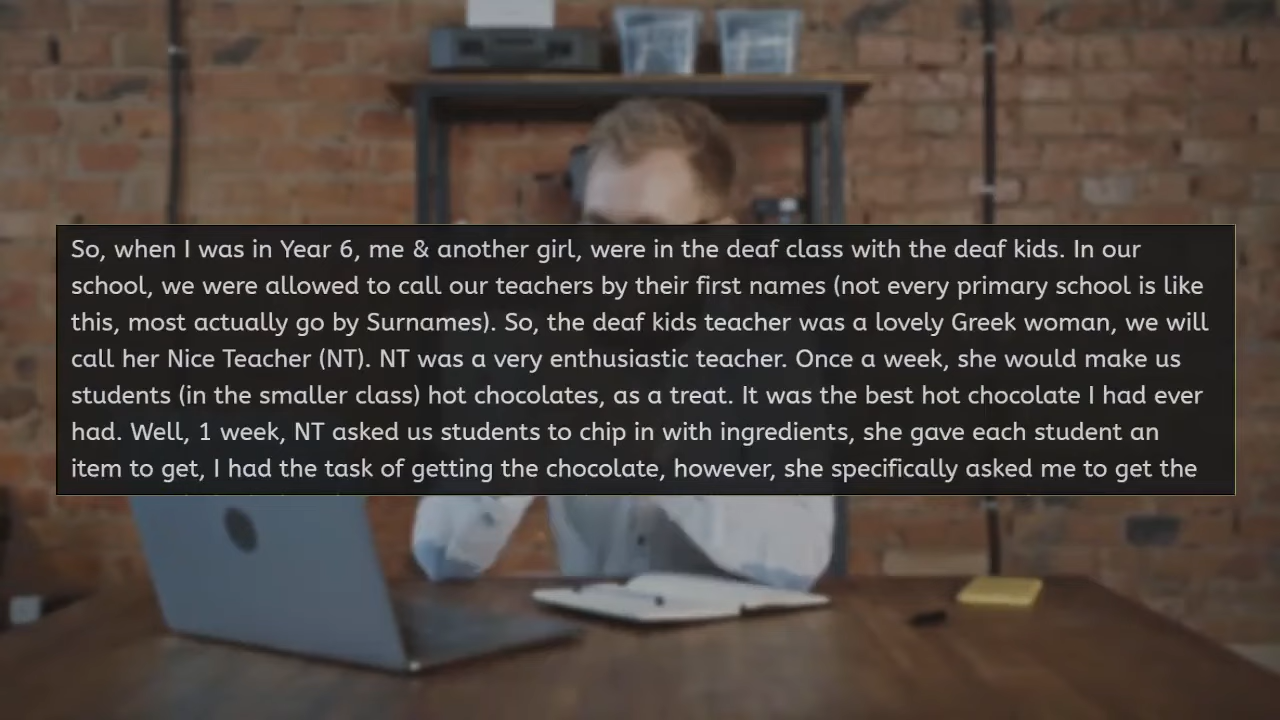 So, when I was in Year 6, me & another girl, were in the deaf class with the deaf kids. In our
school, we were allowed to call our teachers by their first names (not every primary school is like
this, most actually go by Surnames). So, the deaf kids teacher was a lovely Greek woman, we will
call her Nice Teacher (NT). NT was a very enthusiastic teacher. Once a week, she would make us
students (in the smaller class) hot chocolates, as a treat. It was the best hot chocolate I had ever
had. Well, 1 week, NT asked us students to chip in with ingredients, she gave each student an
item to get, I had the task of getting the chocolate, however, she specifically asked me to get the